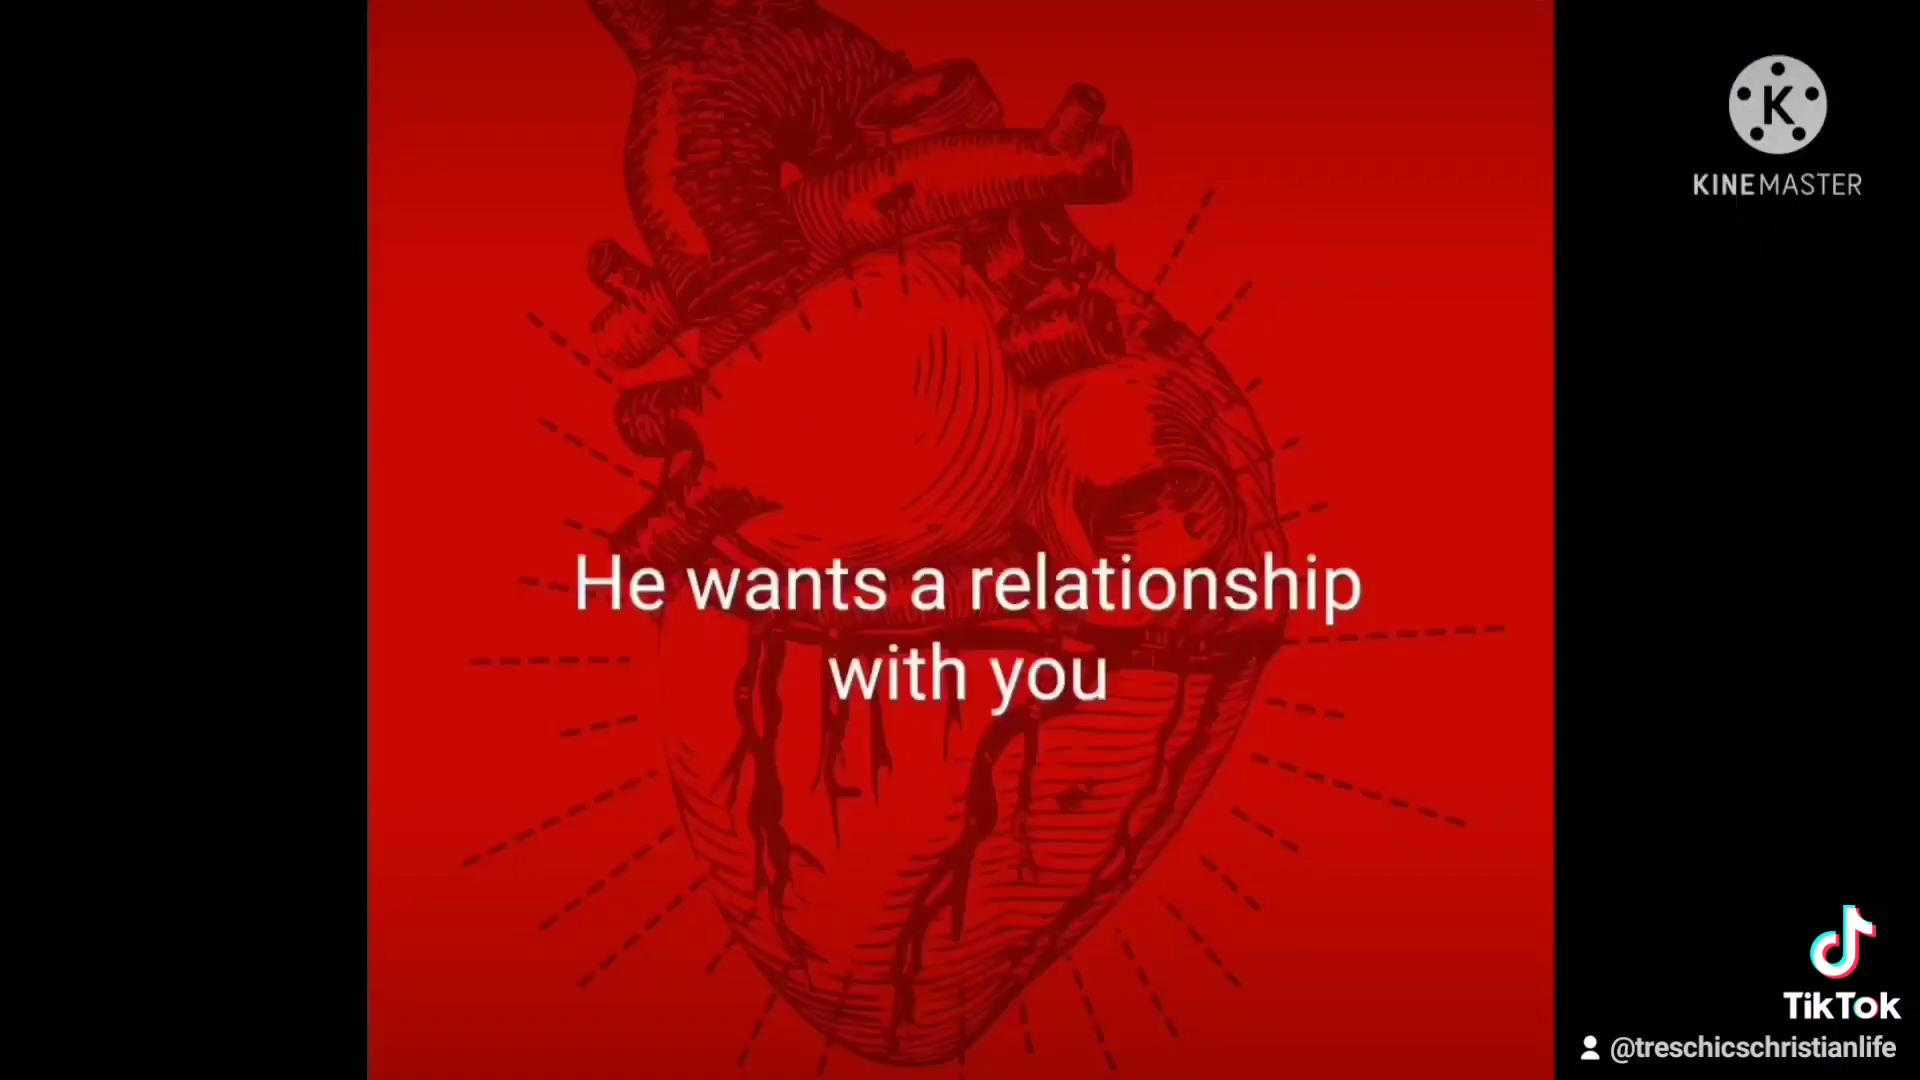 K
KINEMASTER
He wants a relationship
with you
TikTok
@treschicschristianlife